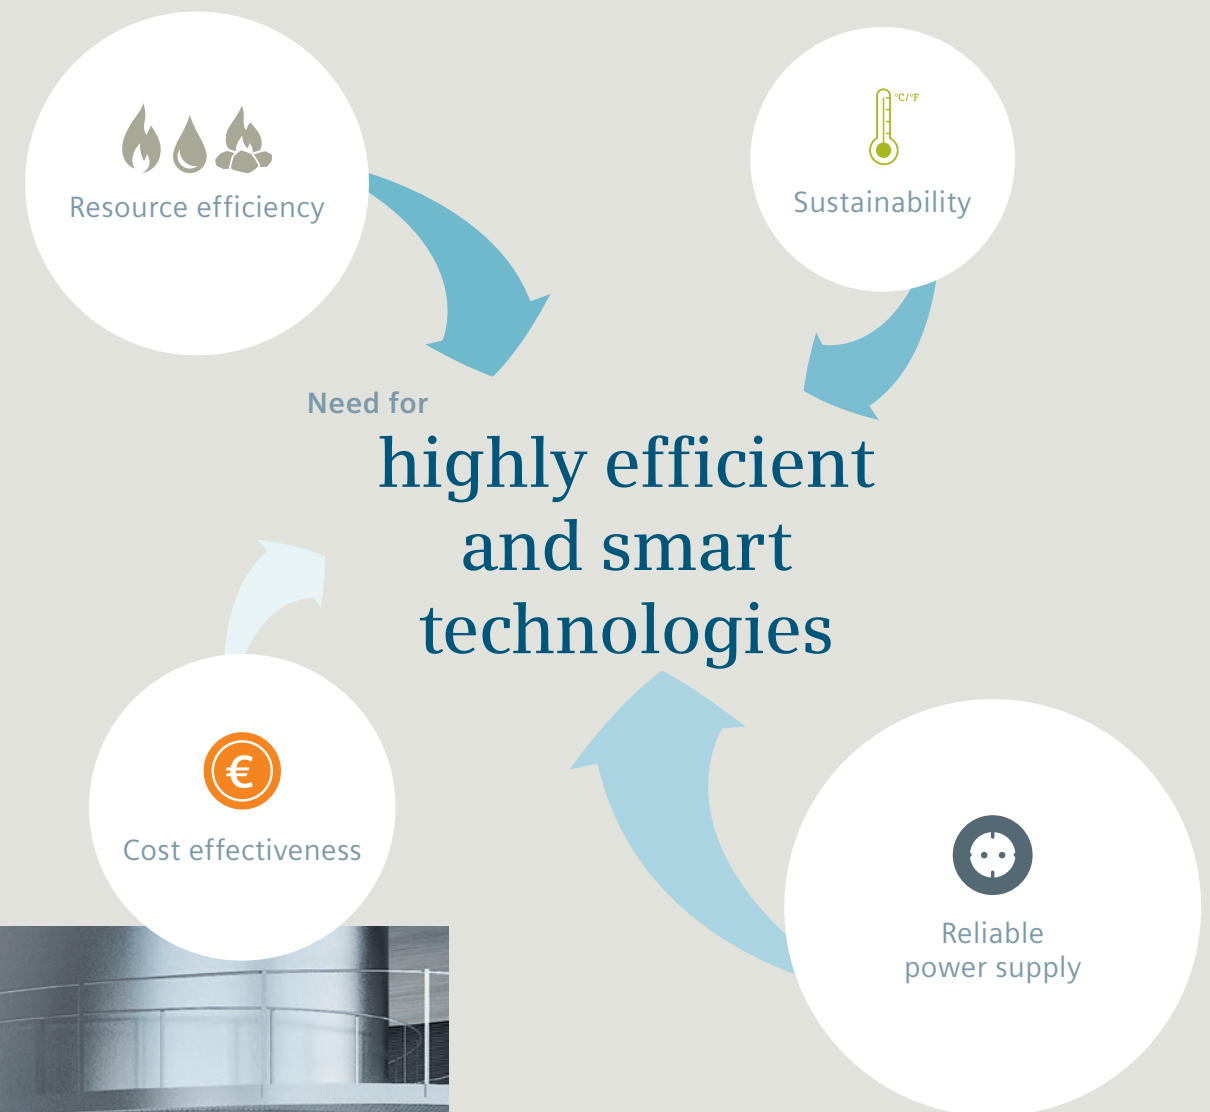 °C/°F
Resource efficiency
Sustainability
Need for
highly efficient
and smart
technologies
€
Cost effectiveness
Reliable
power supply